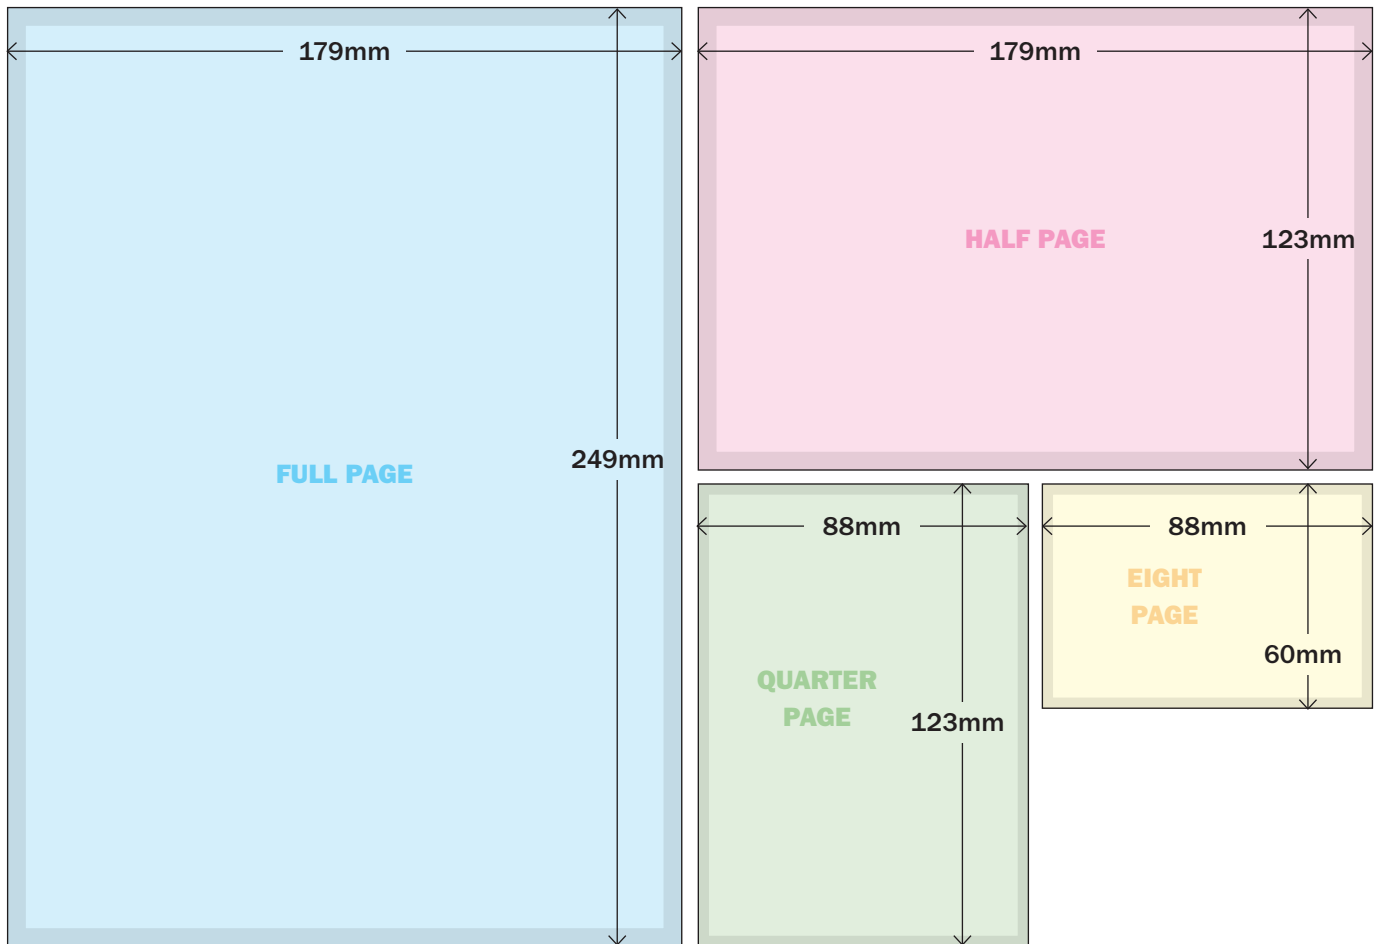 179mm
249mm
FULL PAGE
179mm
HALF PAGE
123mm
88mm
QUARTER
PAGE
123mm
88mm
EIGHT
PAGE
60mm